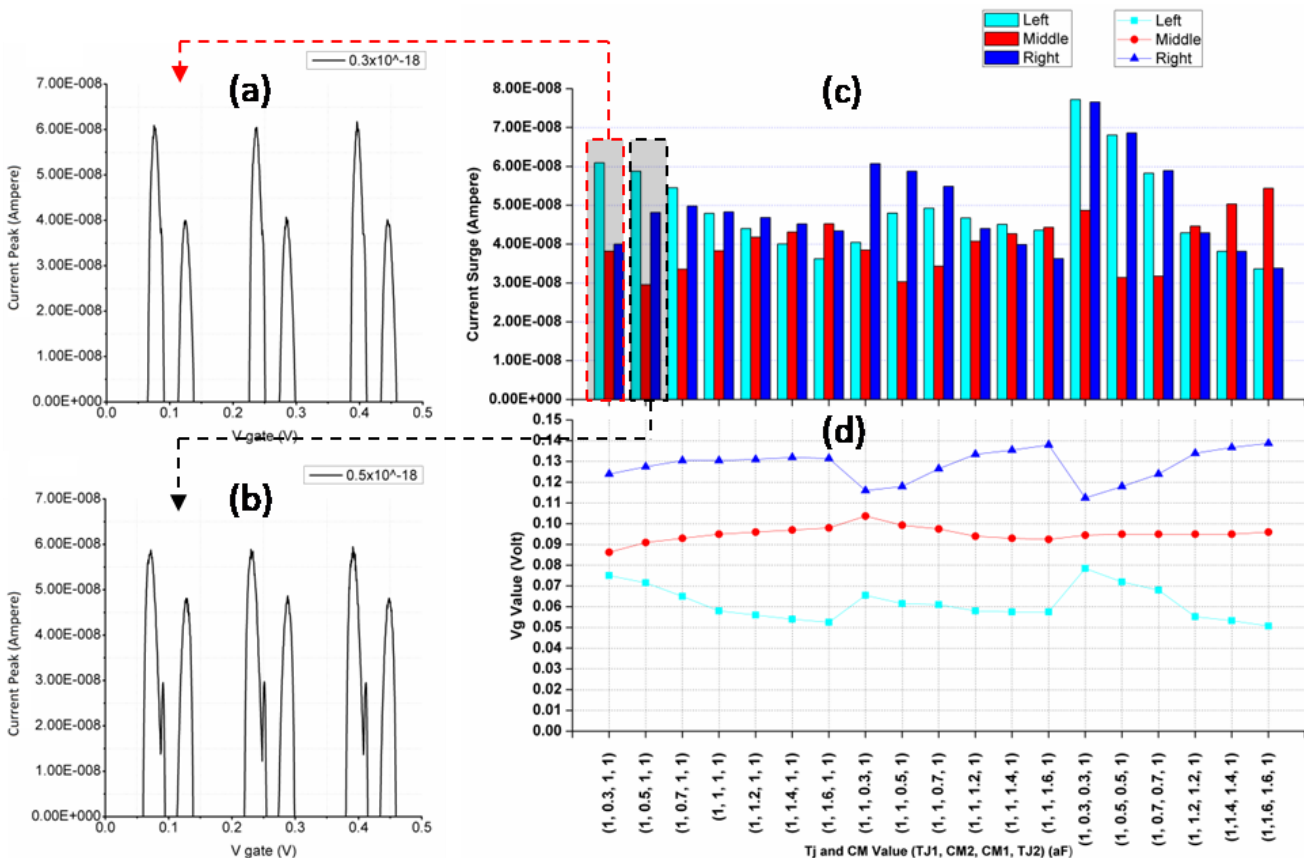 (a)
0.3x10^-18
7.00E-008
6.00E-008
5.00E-008
4.00E-008
3.00E-008
2.00E-008
1.00E-008
0.00E+000
Current Peak (Ampere)
0.0 0.1 0.2 0.3 0.4 0.5
V gate (V)
(b)
0.5x10^-18
7.00E-008
6.00E-008
5.00E-008
4.00E-008
3.00E-008
2.00E-008
1.00E-008
0.00E+000
Current Peak (Ampere)
0.0 0.1 0.2 0.3 0.4 0.5
V gate (V)
Left
Middle
Right
Left
Middle
Right
(c)
8.00E-008
7.00E-008
6.00E-008
5.00E-008
4.00E-008
3.00E-008
2.00E-008
1.00E-008
0.00E+000
Current Surge (Ampere)
(d)
0.15
0.14
0.13
0.12
0.11
0.10
0.09
0.08
0.07
0.06
0.05
0.04
0.03
0.02
0.01
0.00
Vg Value (Volt)
(1, 0.3, 1, 1)
(1, 0.5, 1, 1)
(1, 0.7, 1, 1)
(1, 1, 1, 1)
(1, 1.2, 1, 1)
(1, 1.4, 1, 1)
(1, 1.6, 1, 1)
(1, 1, 0.3, 1)
(1, 1, 0.5, 1)
(1, 1, 0.7, 1)
(1, 1, 1.2, 1)
(1, 1, 1.4, 1)
(1, 1, 1.6, 1)
(1, 0.3, 0.3, 1)
(1, 0.5, 0.5, 1)
(1, 0.7, 0.7, 1)
(1, 1.2, 1.2, 1)
(1, 1.4, 1.4, 1)
(1, 1.6, 1.6, 1)
Tj and CM Value (TJ1, CM2, CM1, TJ2) (aF)